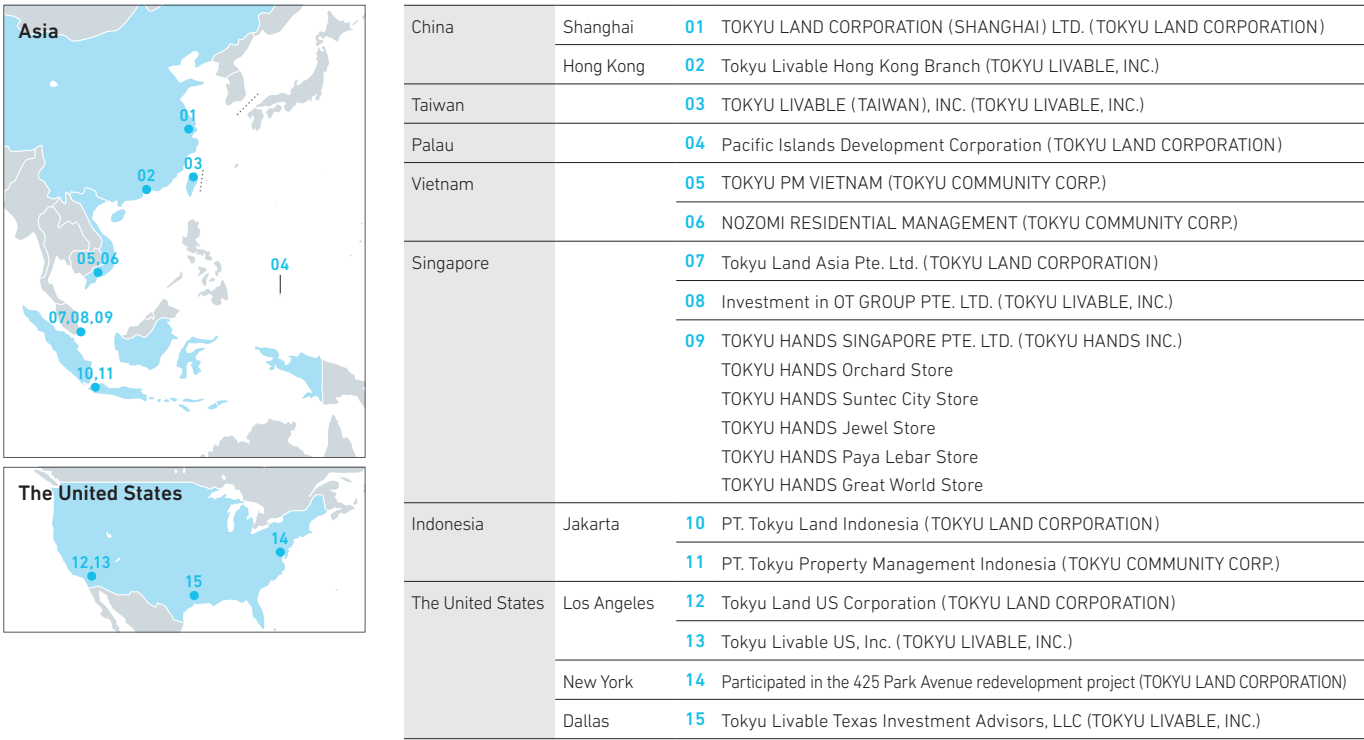 Asia
01
02
03
05,06
04
07,08,09
10,11
The United States
14
12,13
15
China Shanghai 01 TOKYU LAND CORPORATION (SHANGHAI) LTD. (TOKYU LAND CORPORATION)
Hong Kong 02 Tokyu Livable Hong Kong Branch (TOKYU LIVABLE, INC.)
Taiwan 03 TOKYU LIVABLE (TAIWAN), INC. (TOKYU LIVABLE, INC.)
Palau 04 Pacific Islands Development Corporation (TOKYU LAND CORPORATION)
Vietnam 05 TOKYU PM VIETNAM (TOKYU COMMUNITY CORP.)
06 NOZOMI RESIDENTIAL MANAGEMENT (TOKYU COMMUNITY CORP.)
Singapore 07 Tokyu Land Asia Pte. Ltd. (TOKYU LAND CORPORATION)
08 Investment in OT GROUP PTE. LTD. (TOKYU LIVABLE, INC.)
09 TOKYU HANDS SINGAPORE PTE. LTD. (TOKYU HANDS INC.)
TOKYU HANDS Orchard Store
TOKYU HANDS Suntec City Store
TOKYU HANDS Jewel Store
TOKYU HANDS Paya Lebar Store
TOKYU HANDS Great World Store
Indonesia Jakarta 10 PT. Tokyu Land Indonesia (TOKYU LAND CORPORATION)
11 PT. Tokyu Property Management Indonesia (TOKYU COMMUNITY CORP.)
The United States Los Angeles 12 Tokyu Land US Corporation (TOKYU LAND CORPORATION)
13 Tokyu Livable US, Inc. (TOKYU LIVABLE, INC.)
New York 14 Participated in the 425 Park Avenue redevelopment project (TOKYU LAND CORPORATION)
Dallas 15 Tokyu Livable Texas Investment Advisors, LLC (TOKYU LIVABLE, INC.)